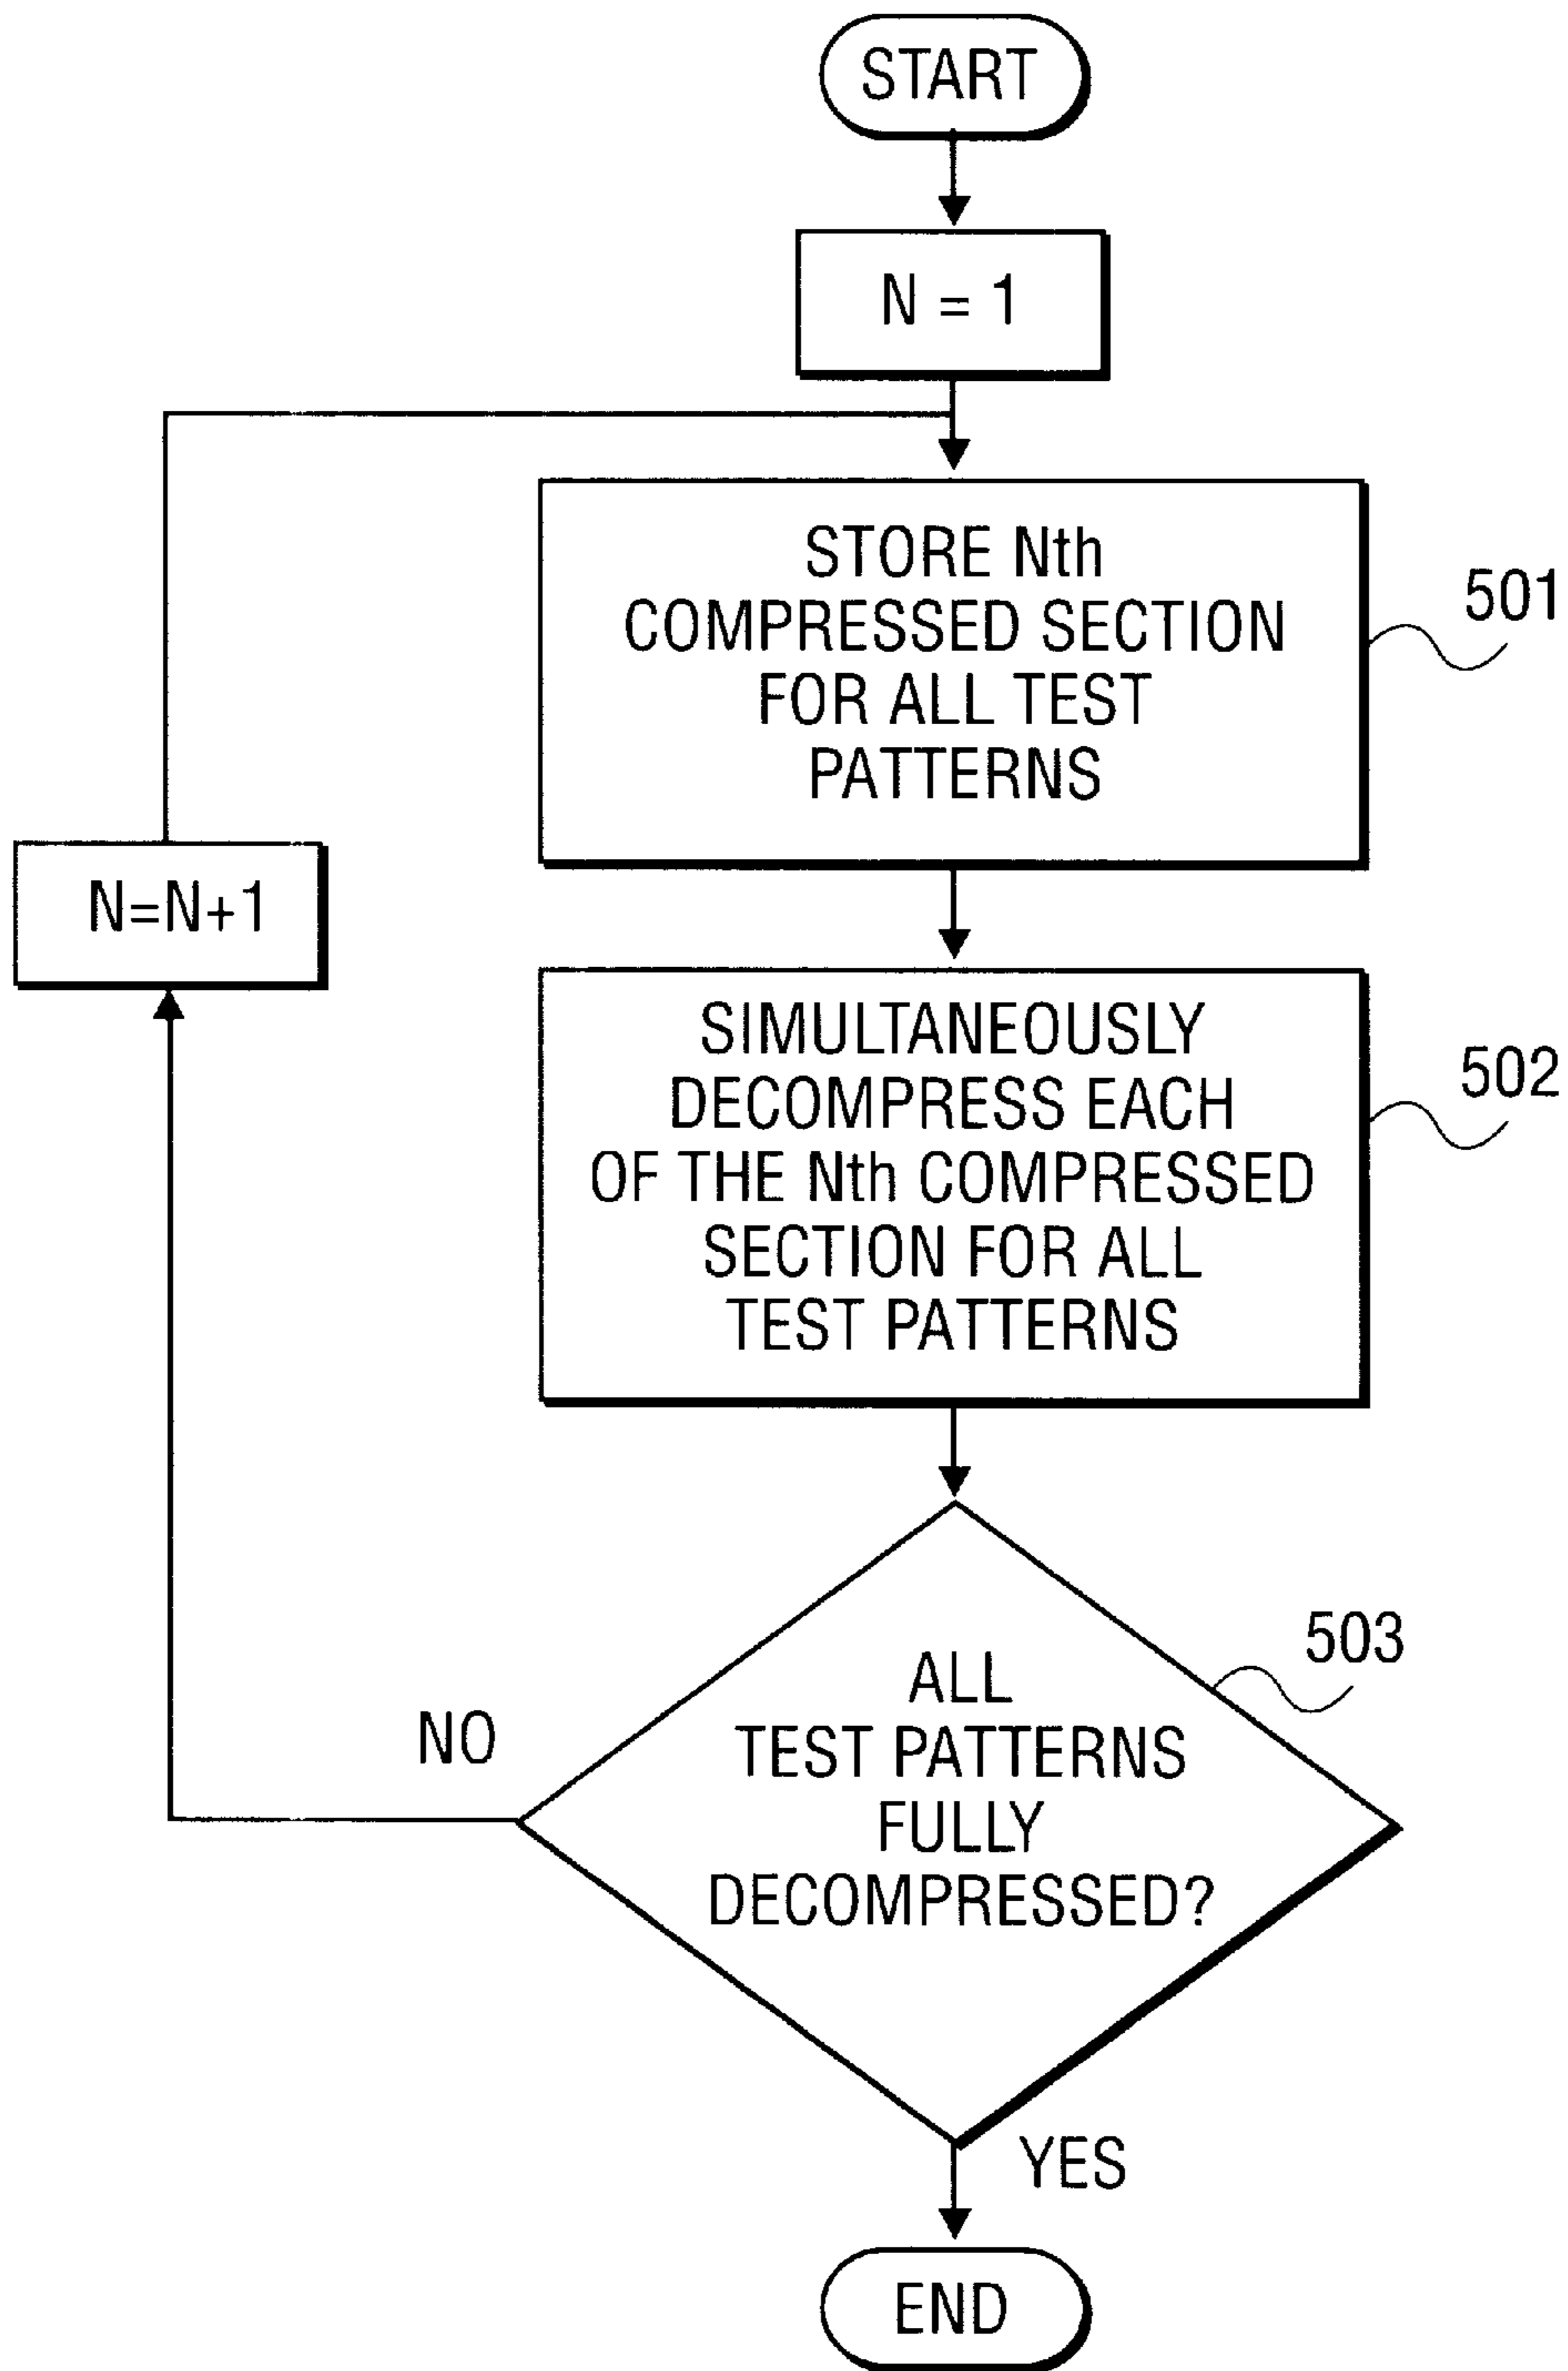 START
N = 1
STORE Nth
COMPRESSED SECTION
FOR ALL TEST
PATTERNS
501
N=N+1
SIMULTANEOUSLY
DECOMPRESS EACH
OF THE Nth COMPRESSED
SECTION FOR ALL
TEST PATTERNS
502
ALL
TEST PATTERNS
FULLY
DECOMPRESSED?
503
NO
YES
END